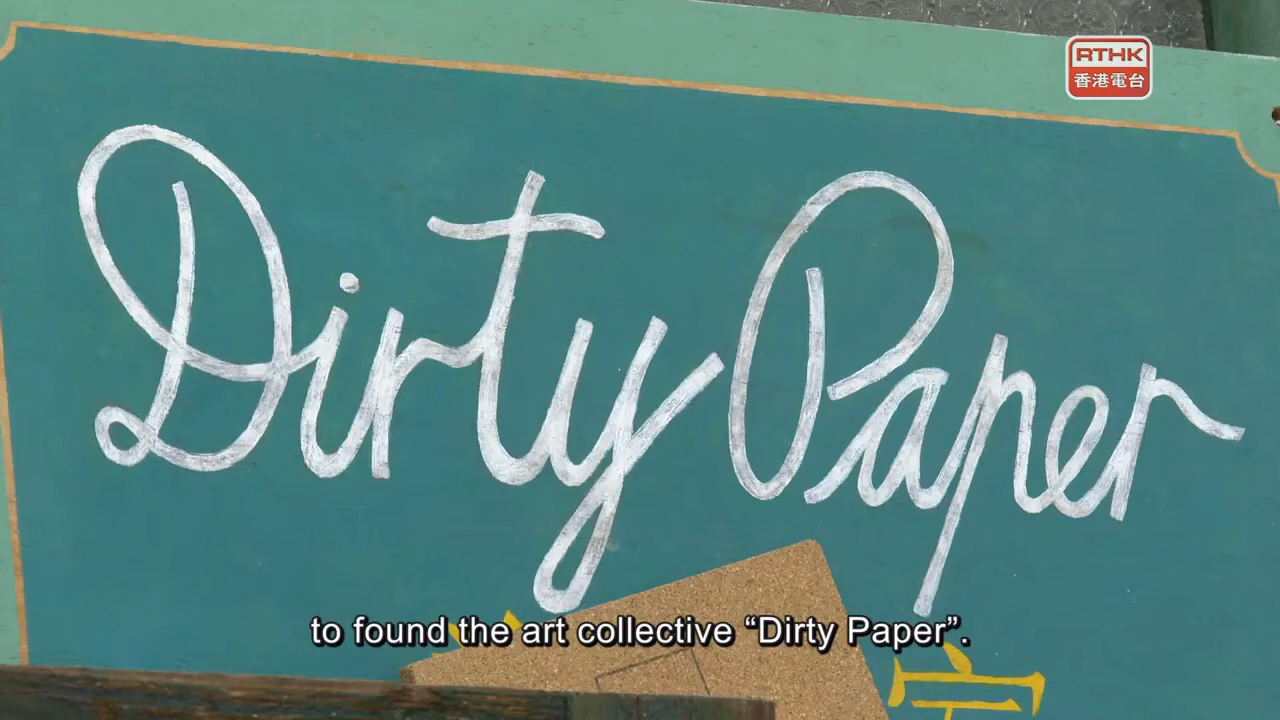 RTHK
香港電台
Dirty Paper
to found the art collective “Dirty Paper”.